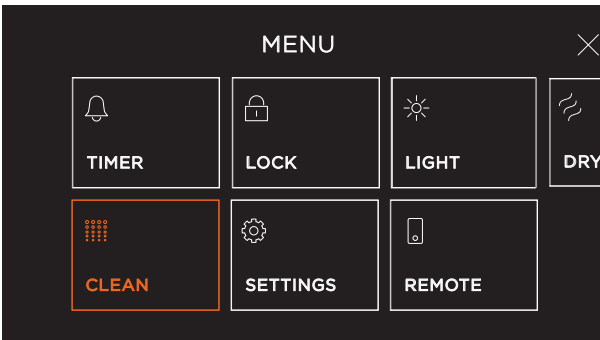 MENU
TIMER
LOCK
LIGHT
DRY
CLEAN
SETTINGS
REMOTE